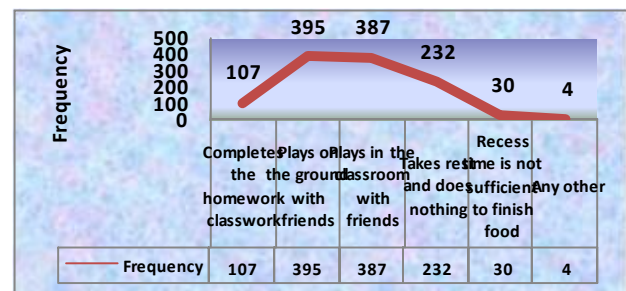 Frequency
500
400
300
200
100
0
107
395
387
232
30
4
Completes
the
homework
classwork
Plays on
the ground
with
friends
Plays in the
classroom
with
friends
Takes rest
and does
nothing
Recess
time is not
sufficient
to finish
food
Any other
Frequency 107 395 387 232 30 4